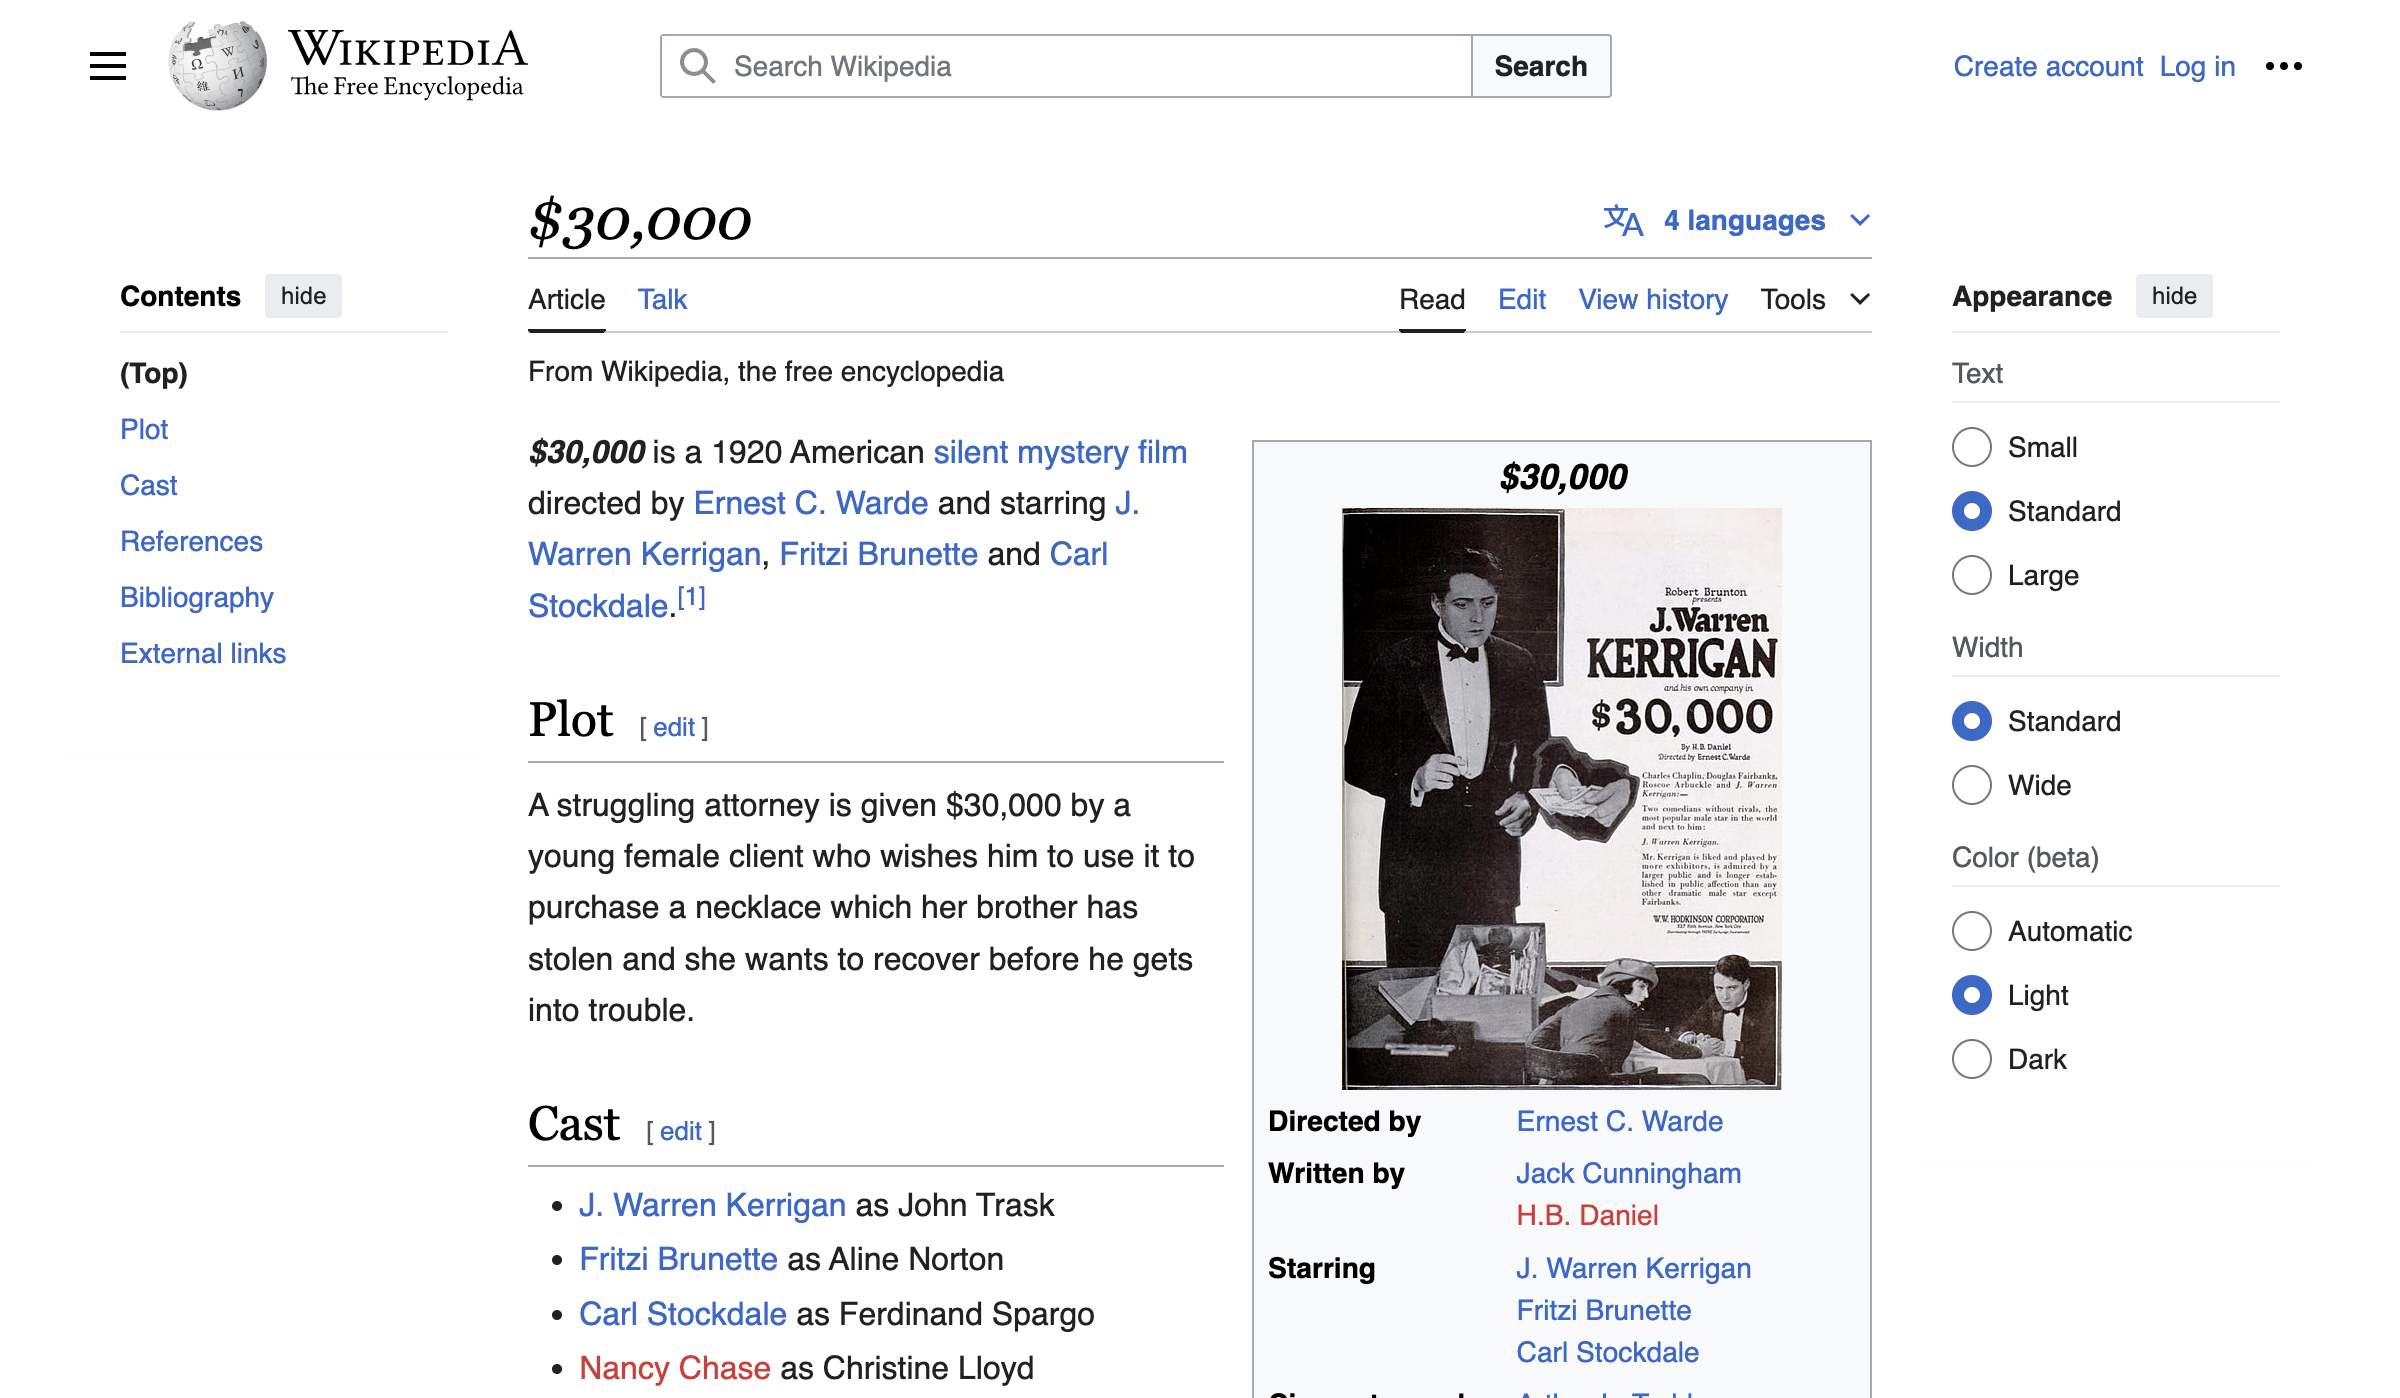 WIKIPEDIA
The Free Encyclopedia
Search Wikipedia
Search
Create account Log in
Contents hide
(Top)
Plot
Cast
References
Bibliography
External links
$30,000
4 languages
Article Talk
Read Edit View history Tools
From Wikipedia, the free encyclopedia
$30,000 is a 1920 American silent mystery film
directed by Ernest C. Warde and starring J.
Warren Kerrigan, Fritzi Brunette and Carl
Stockdale.[1]
Plot [ edit ]
A struggling attorney is given $30,000 by a
young female client who wishes him to use it to
purchase a necklace which her brother has
stolen and she wants to recover before he gets
into trouble.
Cast [ edit ]
J. Warren Kerrigan as John Trask
Fritzi Brunette as Aline Norton
Carl Stockdale as Ferdinand Spargo
Nancy Chase as Christine Lloyd
$30,000
Robert Brunton
presents
J. Warren
KERRIGAN
and his own company in
$30,000
By H.B. Daniel
Directed by Ernest C. Warde
Charles Chaplin, Douglas Fairbanks,
Roscoe Arbuckle and J. Warren
Kerrigan:—
Two comedians without rivals, the
most popular male star in the world
and next to him:
J. Warren Kerrigan.
Mr. Kerrigan is liked and played by
more exhibitors, is admired by a
larger public and is longer estab-
lished in public affection than any
other dramatic male star except
Fairbanks.
W.W. HODKINSON CORPORATION
527 Fifth Avenue, New York City
Directed by Ernest C. Warde
Written by Jack Cunningham
H.B. Daniel
Starring J. Warren Kerrigan
Fritzi Brunette
Carl Stockdale
Appearance hide
Text
Small
Standard
Large
Width
Standard
Wide
Color (beta)
Automatic
Light
Dark